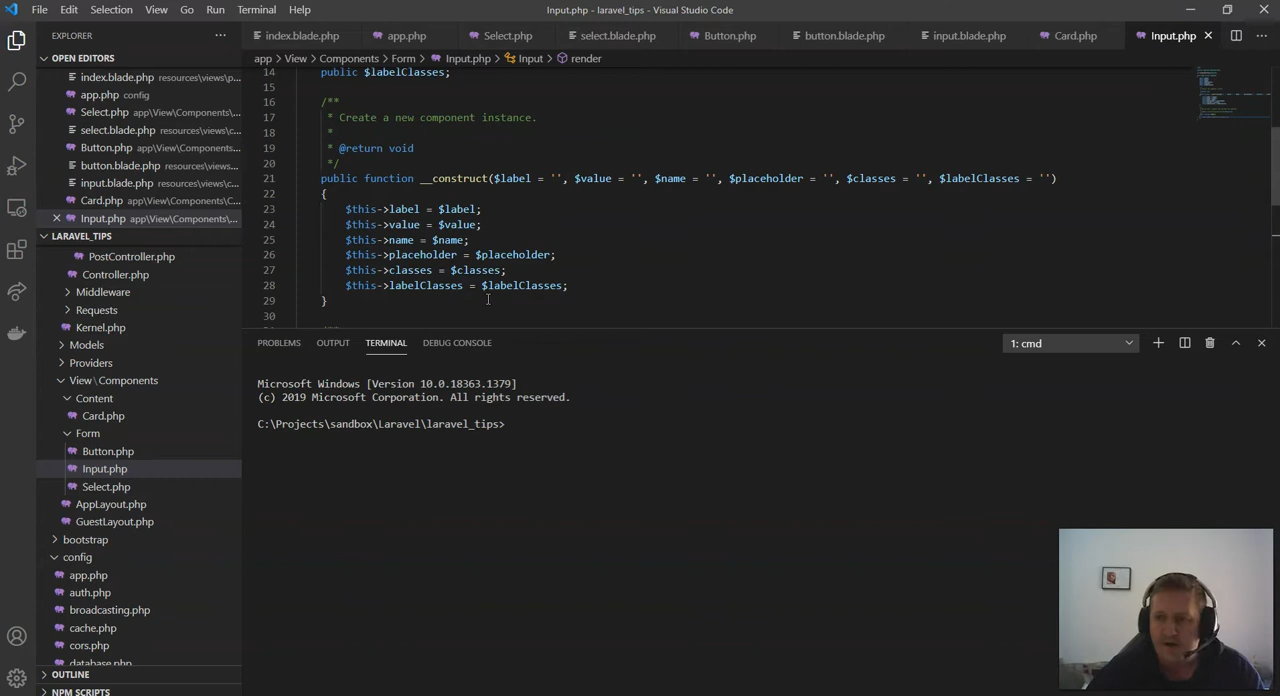 File Edit Selection View Go Run Terminal Help
Input.php - laravel_tips - Visual Studio Code
EXPLORER
OPEN EDITORS
index.blade.php resources\views\p...
app.php config
Select.php app\View\Components\...
select.blade.php resources\views\c...
Button.php app\View\Components\...
button.blade.php resources\views...
input.blade.php resources\views\c...
Card.php app\View\Components\C...
Input.php app\View\Components\...
LARAVEL_TIPS
PostController.php
Controller.php
Middleware
Requests
Kernel.php
Models
Providers
View\Components
Content
Card.php
Form
Button.php
Input.php
Select.php
AppLayout.php
GuestLayout.php
bootstrap
config
app.php
auth.php
broadcasting.php
cache.php
cors.php
database.php
OUTLINE
NPM SCRIPTS
index.blade.php app.php Select.php select.blade.php Button.php button.blade.php input.blade.php Card.php Input.php
app > View > Components > Form > Input.php > Input > render
14 public $labelClasses;
15
16 /**
17 * Create a new component instance.
18 *
19 * @return void
20 */
21 public function __construct($label = '', $value = '', $name = '', $placeholder = '', $classes = '', $labelClasses = '')
22 {
23 $this->label = $label;
24 $this->value = $value;
25 $this->name = $name;
26 $this->placeholder = $placeholder;
27 $this->classes = $classes;
28 $this->labelClasses = $labelClasses;
29 }
30
PROBLEMS OUTPUT TERMINAL DEBUG CONSOLE
1: cmd
Microsoft Windows [Version 10.0.18363.1379]
(c) 2019 Microsoft Corporation. All rights reserved.
C:\Projects\sandbox\Laravel\laravel_tips>